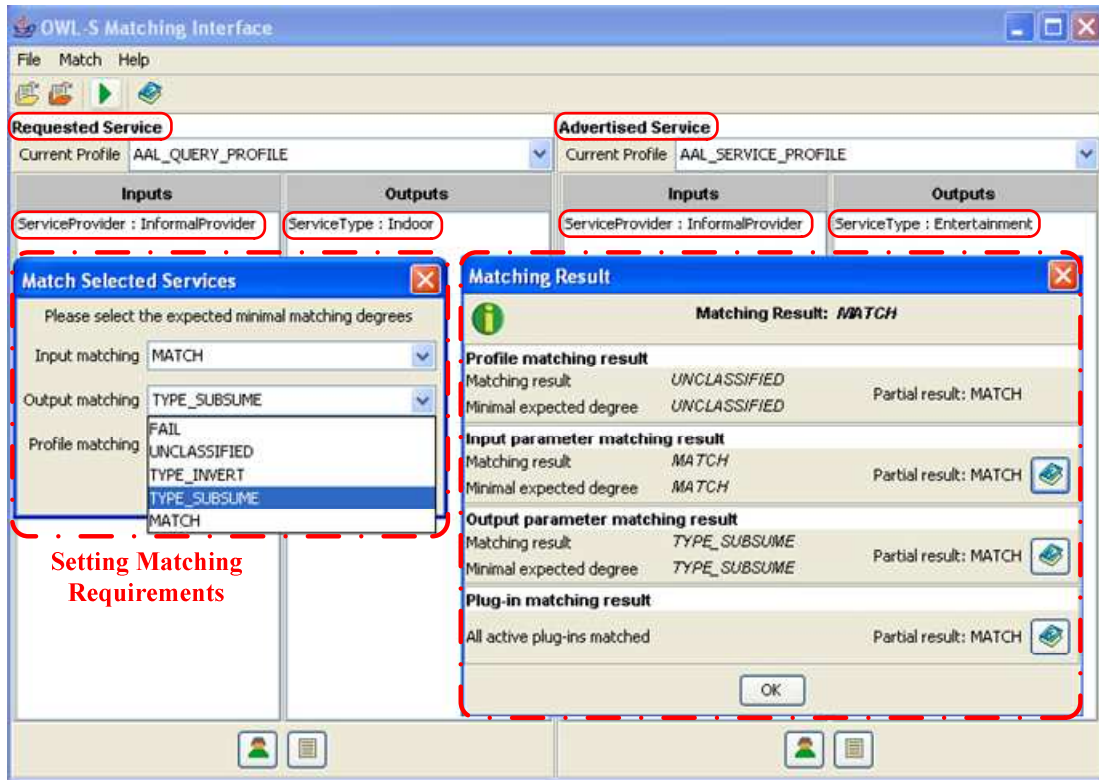 OWL-S Matching Interface
File Match Help
Requested Service
Advertised Service
Current Profile AAL_QUERY_PROFILE
Current Profile AAL_SERVICE_PROFILE
Inputs
Outputs
Inputs
Outputs
ServiceProvider : InformalProvider
ServiceType : Indoor
ServiceProvider : InformalProvider
ServiceType : Entertainment
Match Selected Services
Please select the expected minimal matching degrees
Input matching MATCH
Output matching TYPE_SUBSUME
Profile matching
FAIL
UNCLASSIFIED
TYPE_INVERT
TYPE_SUBSUME
MATCH
Setting Matching
Requirements
Matching Result
Matching Result: MATCH
Profile matching result
Matching result UNCLASSIFIED
Minimal expected degree UNCLASSIFIED
Partial result: MATCH
Input parameter matching result
Matching result MATCH
Minimal expected degree MATCH
Partial result: MATCH
Output parameter matching result
Matching result TYPE_SUBSUME
Minimal expected degree TYPE_SUBSUME
Partial result: MATCH
Plug-in matching result
All active plug-ins matched
Partial result: MATCH
OK